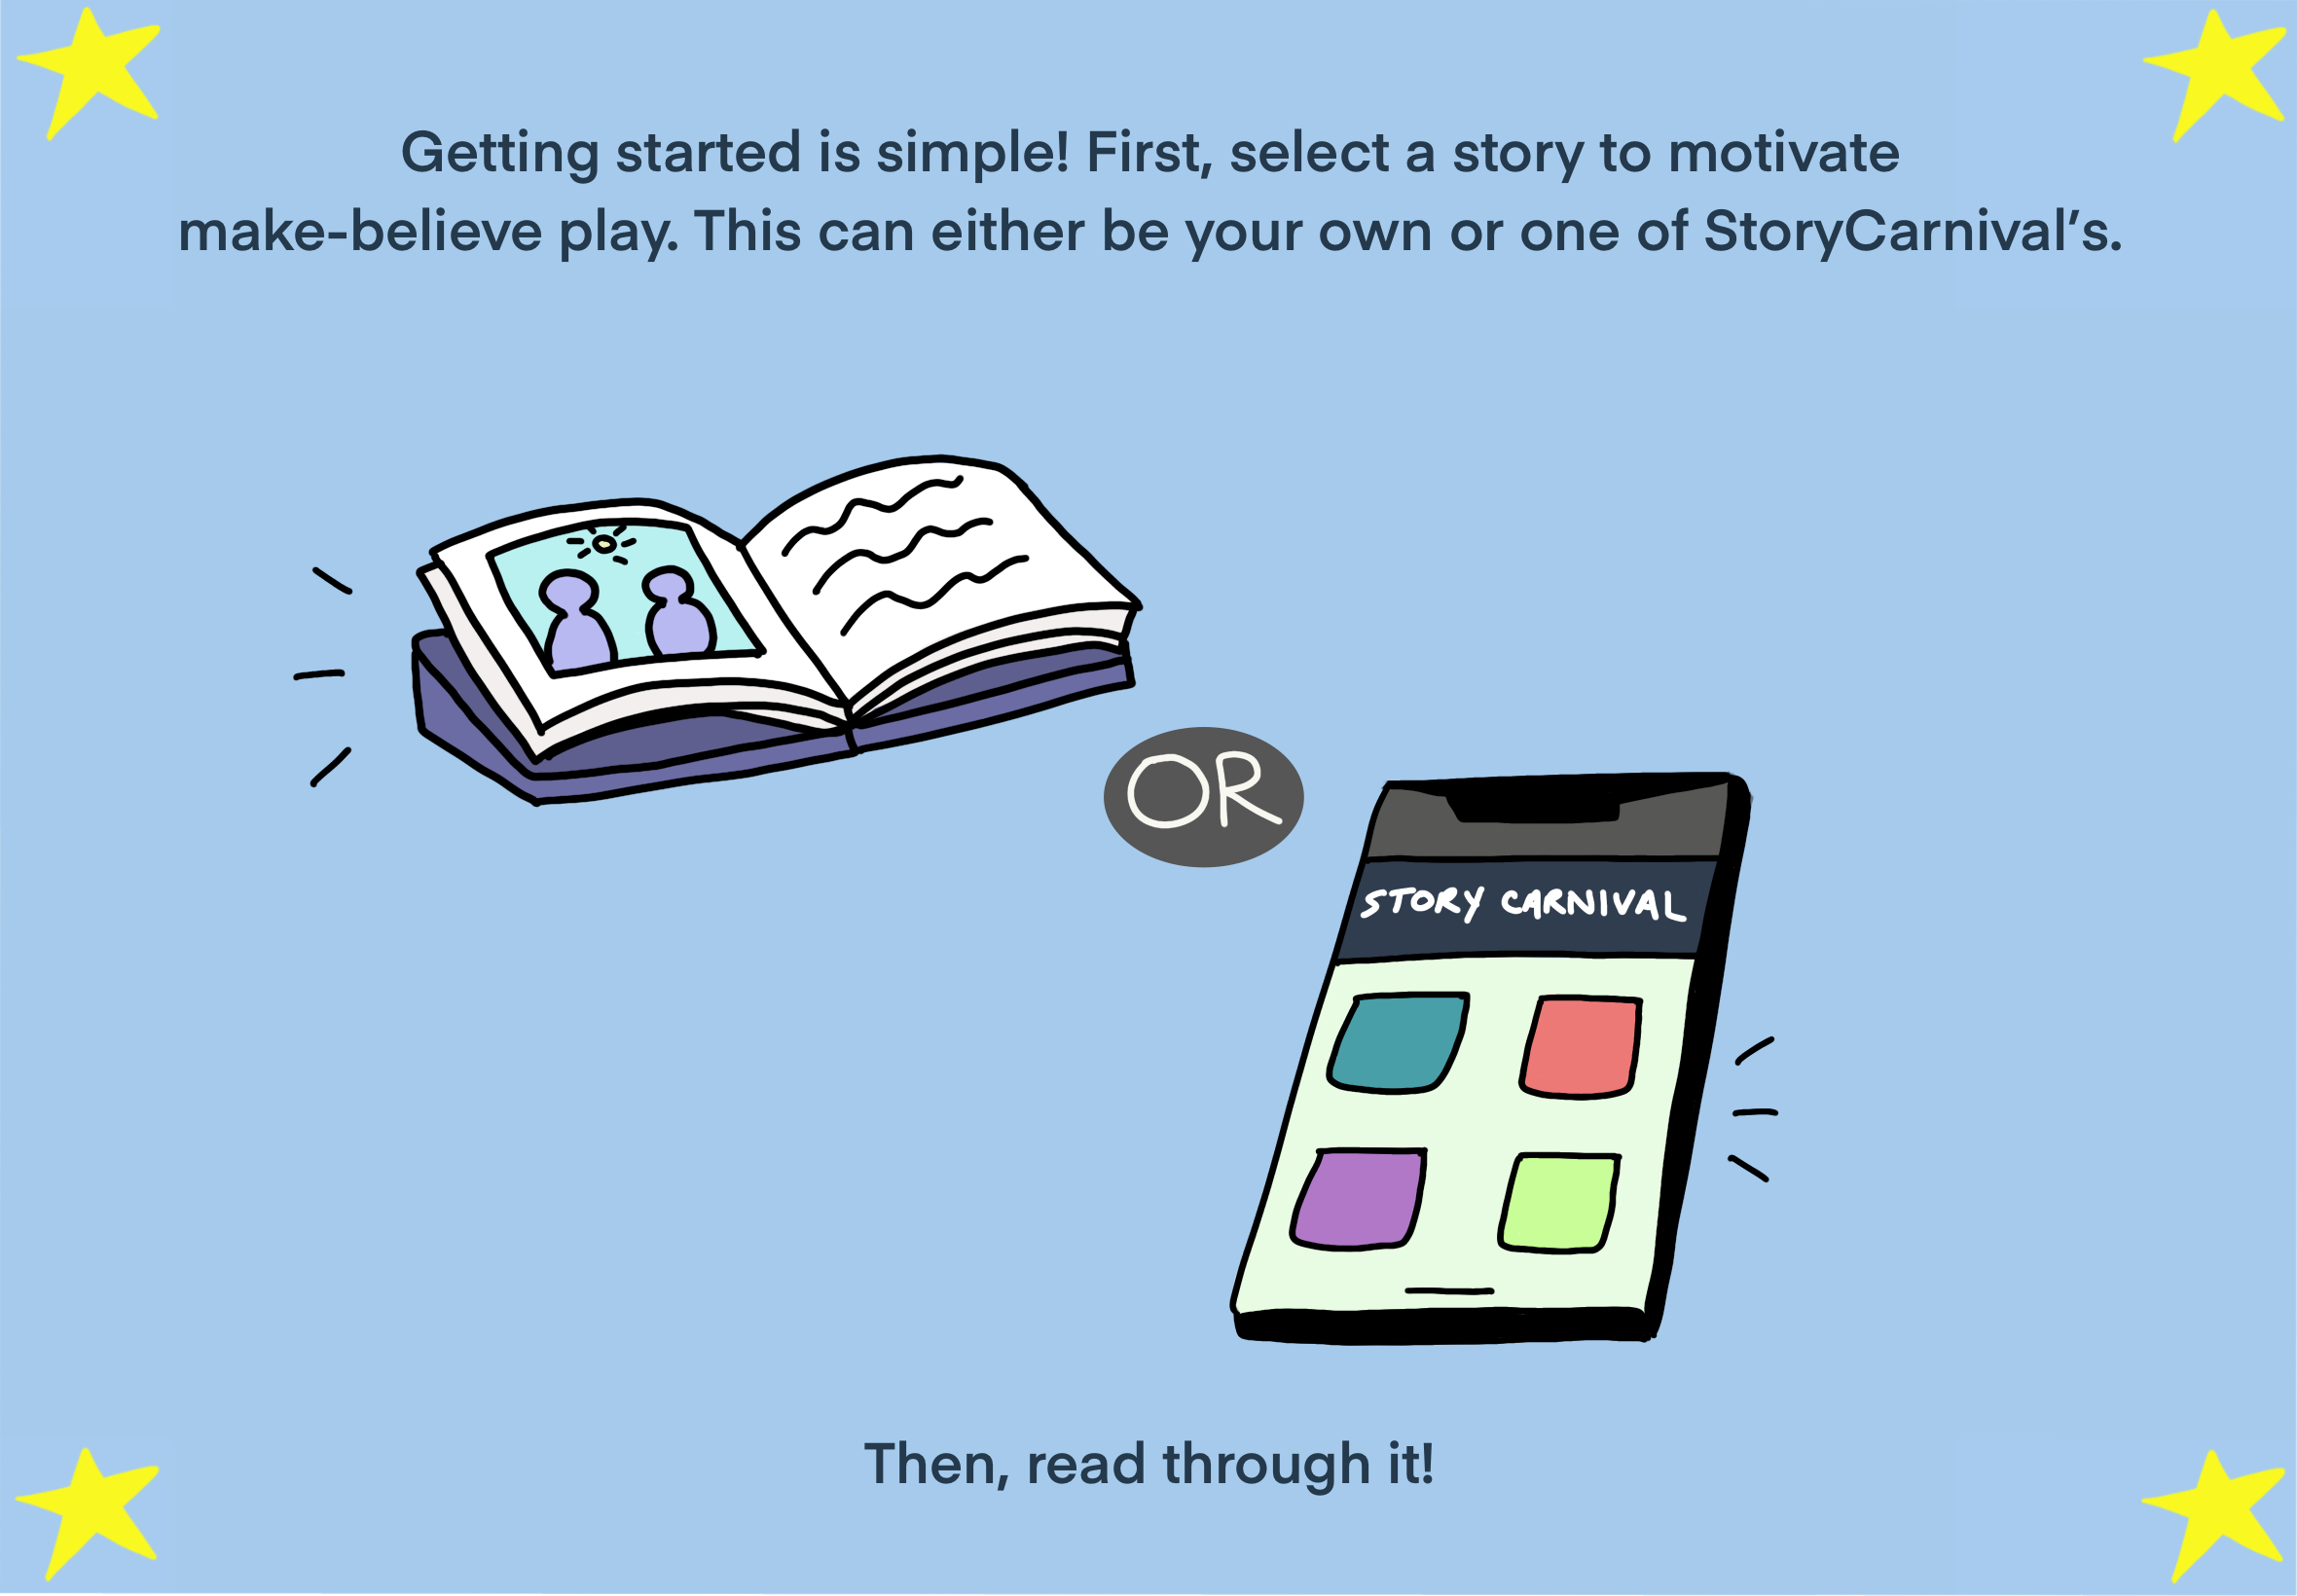 Getting started is simple! First, select a story to motivate
make-believe play. This can either be your own or one of StoryCarnival’s.
OR
STORY CARNIVAL
Then, read through it!